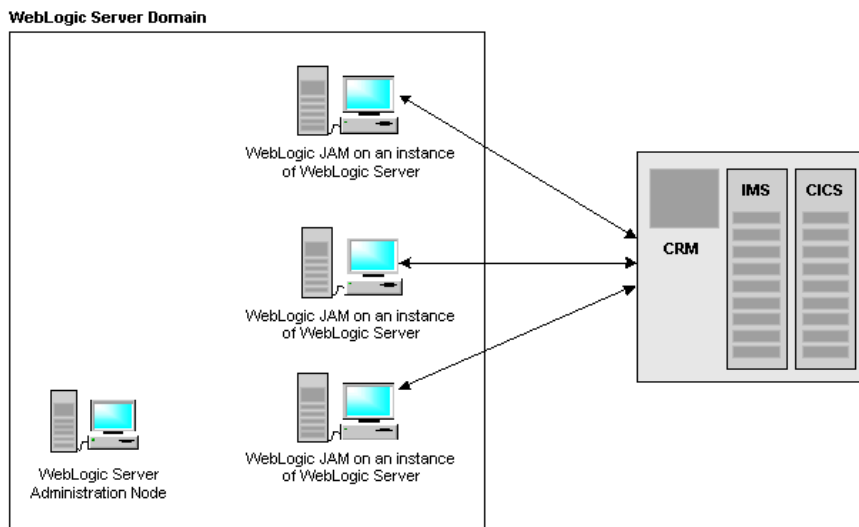 WebLogic Server Domain
WebLogic JAM on an instance
of WebLogic Server
IMS
CICS
CRM
WebLogic JAM on an instance
of WebLogic Server
WebLogic JAM on an instance
of WebLogic Server
WebLogic Server
Administration Node